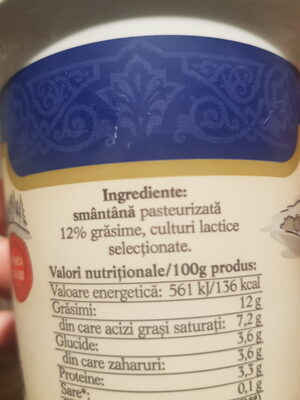 Ingrediente:
smântână pasteurizată
12% grăsime, culturi lactice
selecționate.
Valori nutriționale/100g produs:
Valoare energetică: 561 kJ/136 kcal
Grăsimi: 12 g
din care acizi grași saturați: 7,2 g
Glucide: 3,6 g
din care zaharuri: 3,6 g
Proteine: 3,3 g
Sare*: 0,1 g